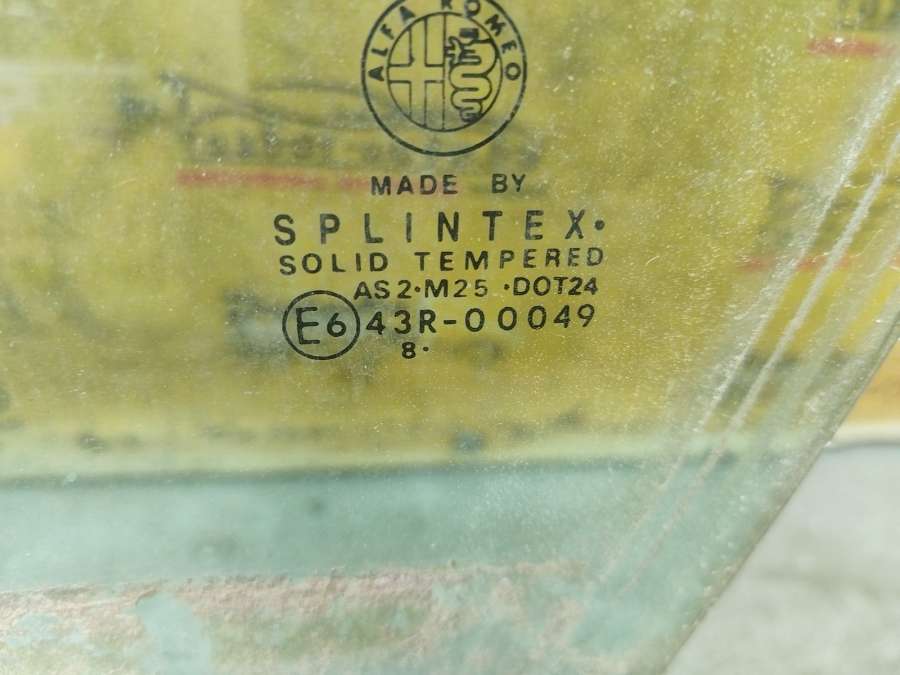 ALFA ROMEO
MADE BY
SPLINTEX·
SOLID TEMPERED
AS2·M25 ·DOT24
E6 43R-00049
8·